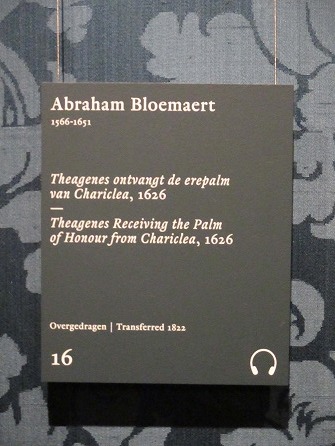 Abraham Bloemaert
1566-1651
Theagenes ontvangt de erepalm
van Chariclea, 1626
—
Theagenes Receiving the Palm
of Honour from Chariclea, 1626
Overgedragen | Transferred 1822
16